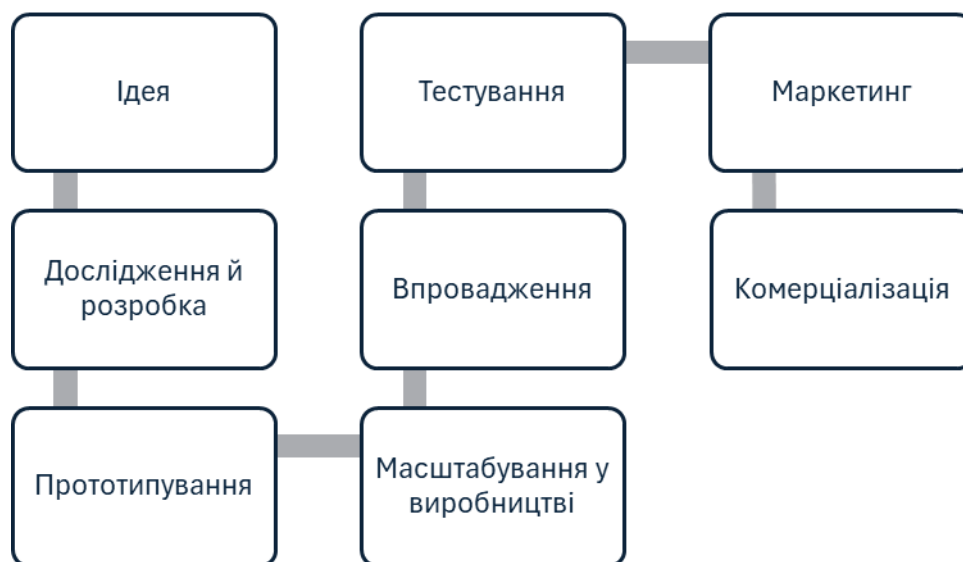 Ідея
Дослідження й
розробка
Прототипування
Масштабування у
виробництві
Впровадження
Тестування
Маркетинг
Комерціалізація